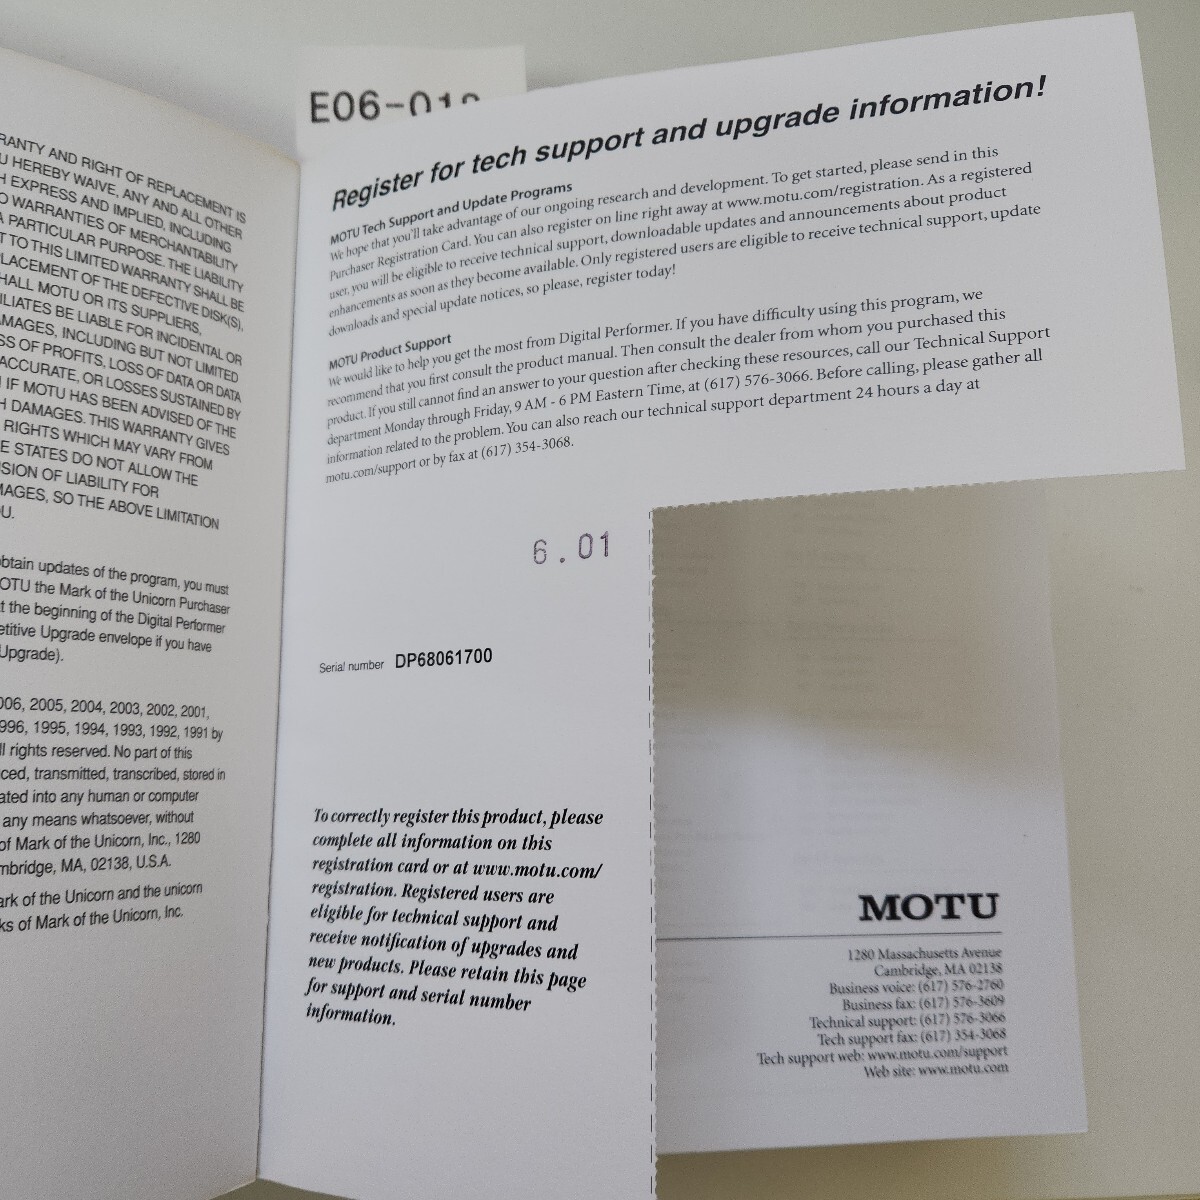 RANTY AND RIGHT OF REPLACEMENT IS
U HEREBY WAIVE, ANY AND ALL OTHER
H EXPRESS AND IMPLIED, INCLUDING
O WARRANTIES OF MERCHANTABILITY
A PARTICULAR PURPOSE. THE LIABILITY
T TO THIS LIMITED WARRANTY SHALL BE
LACEMENT OF THE DEFECTIVE DISK(S),
HALL MOTU OR ITS SUPPLIERS,
ILIATES BE LIABLE FOR INCIDENTAL OR
AMAGES, INCLUDING BUT NOT LIMITED
SS OF PROFITS, LOSS OF DATA OR DATA
ACCURATE, OR LOSSES SUSTAINED BY
IF MOTU HAS BEEN ADVISED OF THE
H DAMAGES. THIS WARRANTY GIVES
RIGHTS WHICH MAY VARY FROM
E STATES DO NOT ALLOW THE
SION OF LIABILITY FOR
MAGES, SO THE ABOVE LIMITATION
U.
obtain updates of the program, you must
OTU the Mark of the Unicorn Purchaser
t the beginning of the Digital Performer
etitive Upgrade envelope if you have
Upgrade).
006, 2005, 2004, 2003, 2002, 2001,
996, 1995, 1994, 1993, 1992, 1991 by
ll rights reserved. No part of this
ced, transmitted, transcribed, stored in
ated into any human or computer
any means whatsoever, without
of Mark of the Unicorn, Inc., 1280
mbridge, MA, 02138, U.S.A.
ark of the Unicorn and the unicorn
ks of Mark of the Unicorn, Inc.
Register for tech support and upgrade information!
MOTU Tech Support and Update Programs
We hope that you'll take advantage of our ongoing research and development. To get started, please send in this
Purchaser Registration Card. You can also register on line right away at www.motu.com/registration. As a registered
user, you will be eligible to receive technical support, downloadable updates and announcements about product
enhancements as soon as they become available. Only registered users are eligible to receive technical support, update
downloads and special update notices, so please, register today!
MOTU Product Support
We would like to help you get the most from Digital Performer. If you have difficulty using this program, we
recommend that you first consult the product manual. Then consult the dealer from whom you purchased this
product. If you still cannot find an answer to your question after checking these resources, call our Technical Support
department Monday through Friday, 9 AM - 6 PM Eastern Time, at (617) 576-3066. Before calling, please gather all
information related to the problem. You can also reach our technical support department 24 hours a day at
motu.com/support or by fax at (617) 354-3068.
6.01
Serial number DP68061700
To correctly register this product, please
complete all information on this
registration card or at www.motu.com/
registration. Registered users are
eligible for technical support and
receive notification of upgrades and
new products. Please retain this page
for support and serial number
information.
MOTU
1280 Massachusetts Avenue
Cambridge, MA 02138
Business voice: (617) 576-2760
Business fax: (617) 576-3609
Technical support: (617) 576-3066
Tech support fax: (617) 354-3068
Tech support web: www.motu.com/support
Web site: www.motu.com